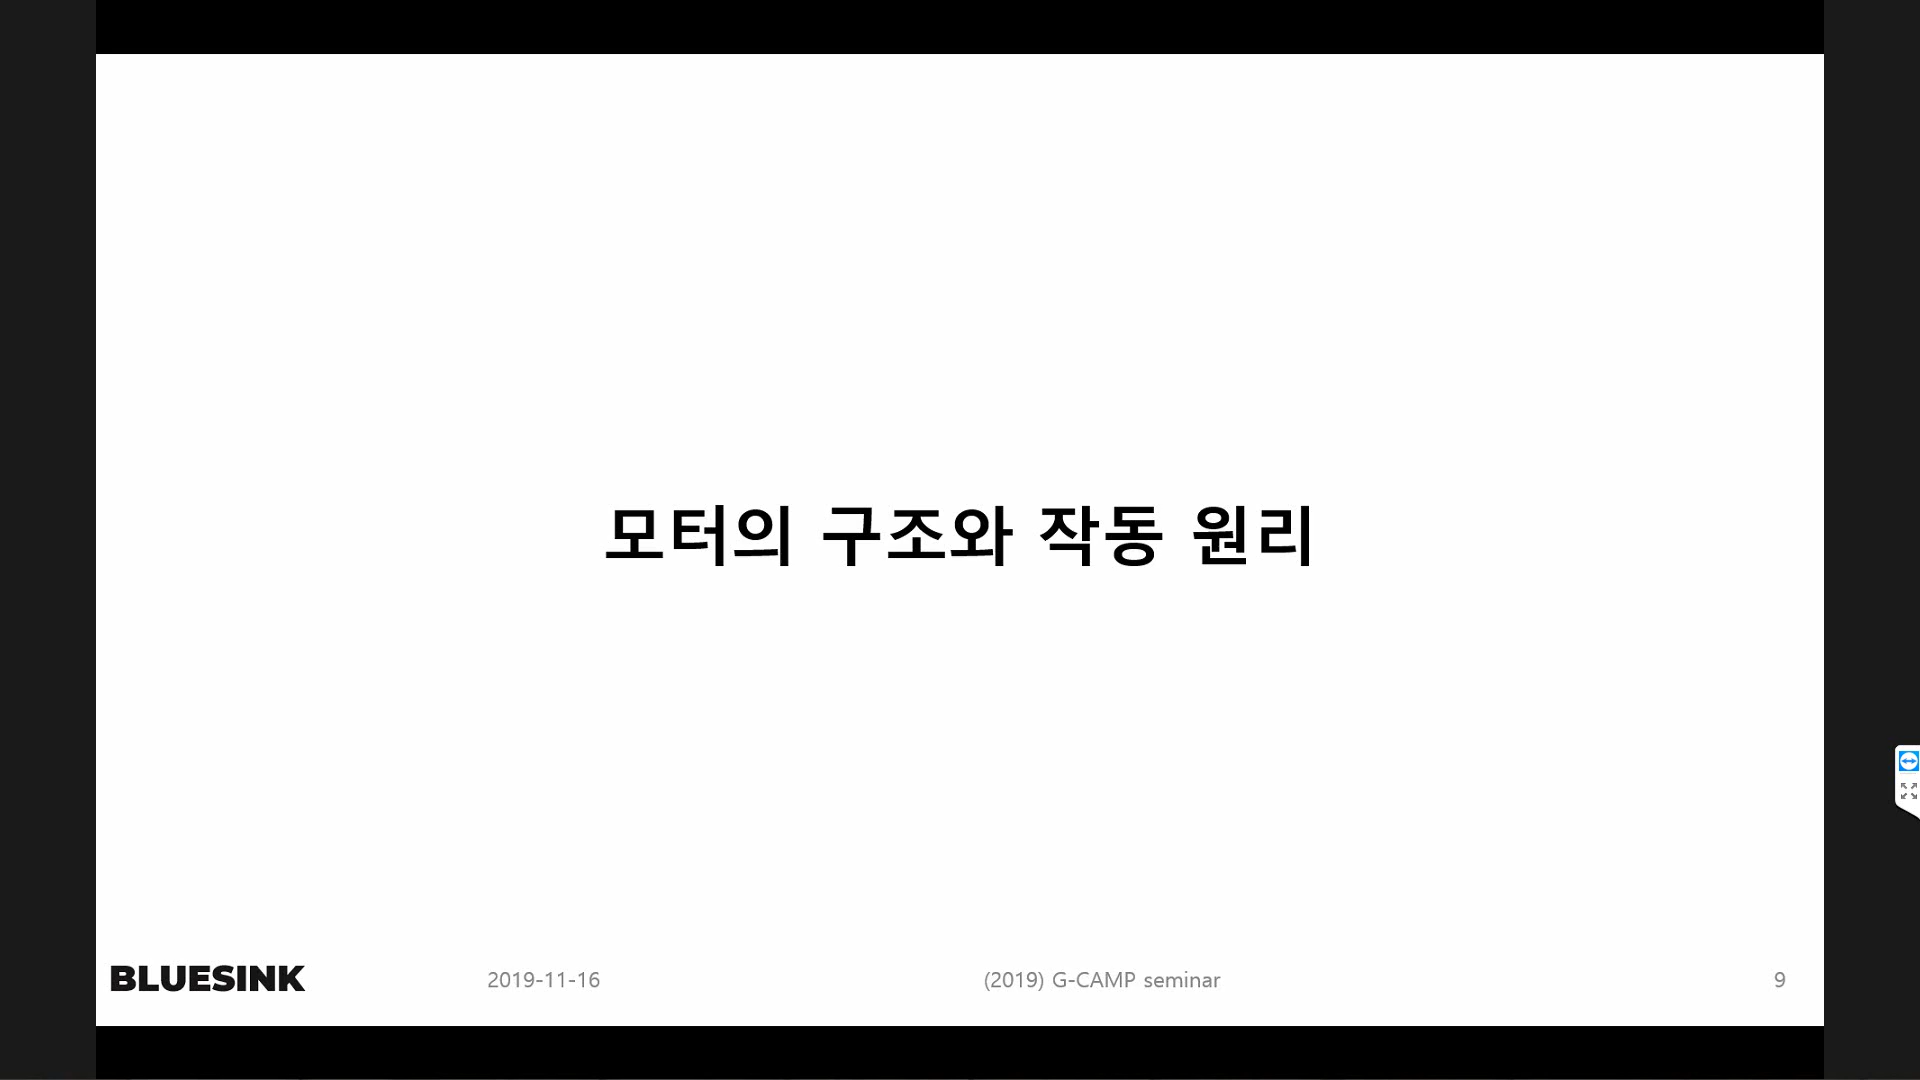 모터의 구조와 작동 원리
BLUESINK
2019-11-16
(2019) G-CAMP seminar
9